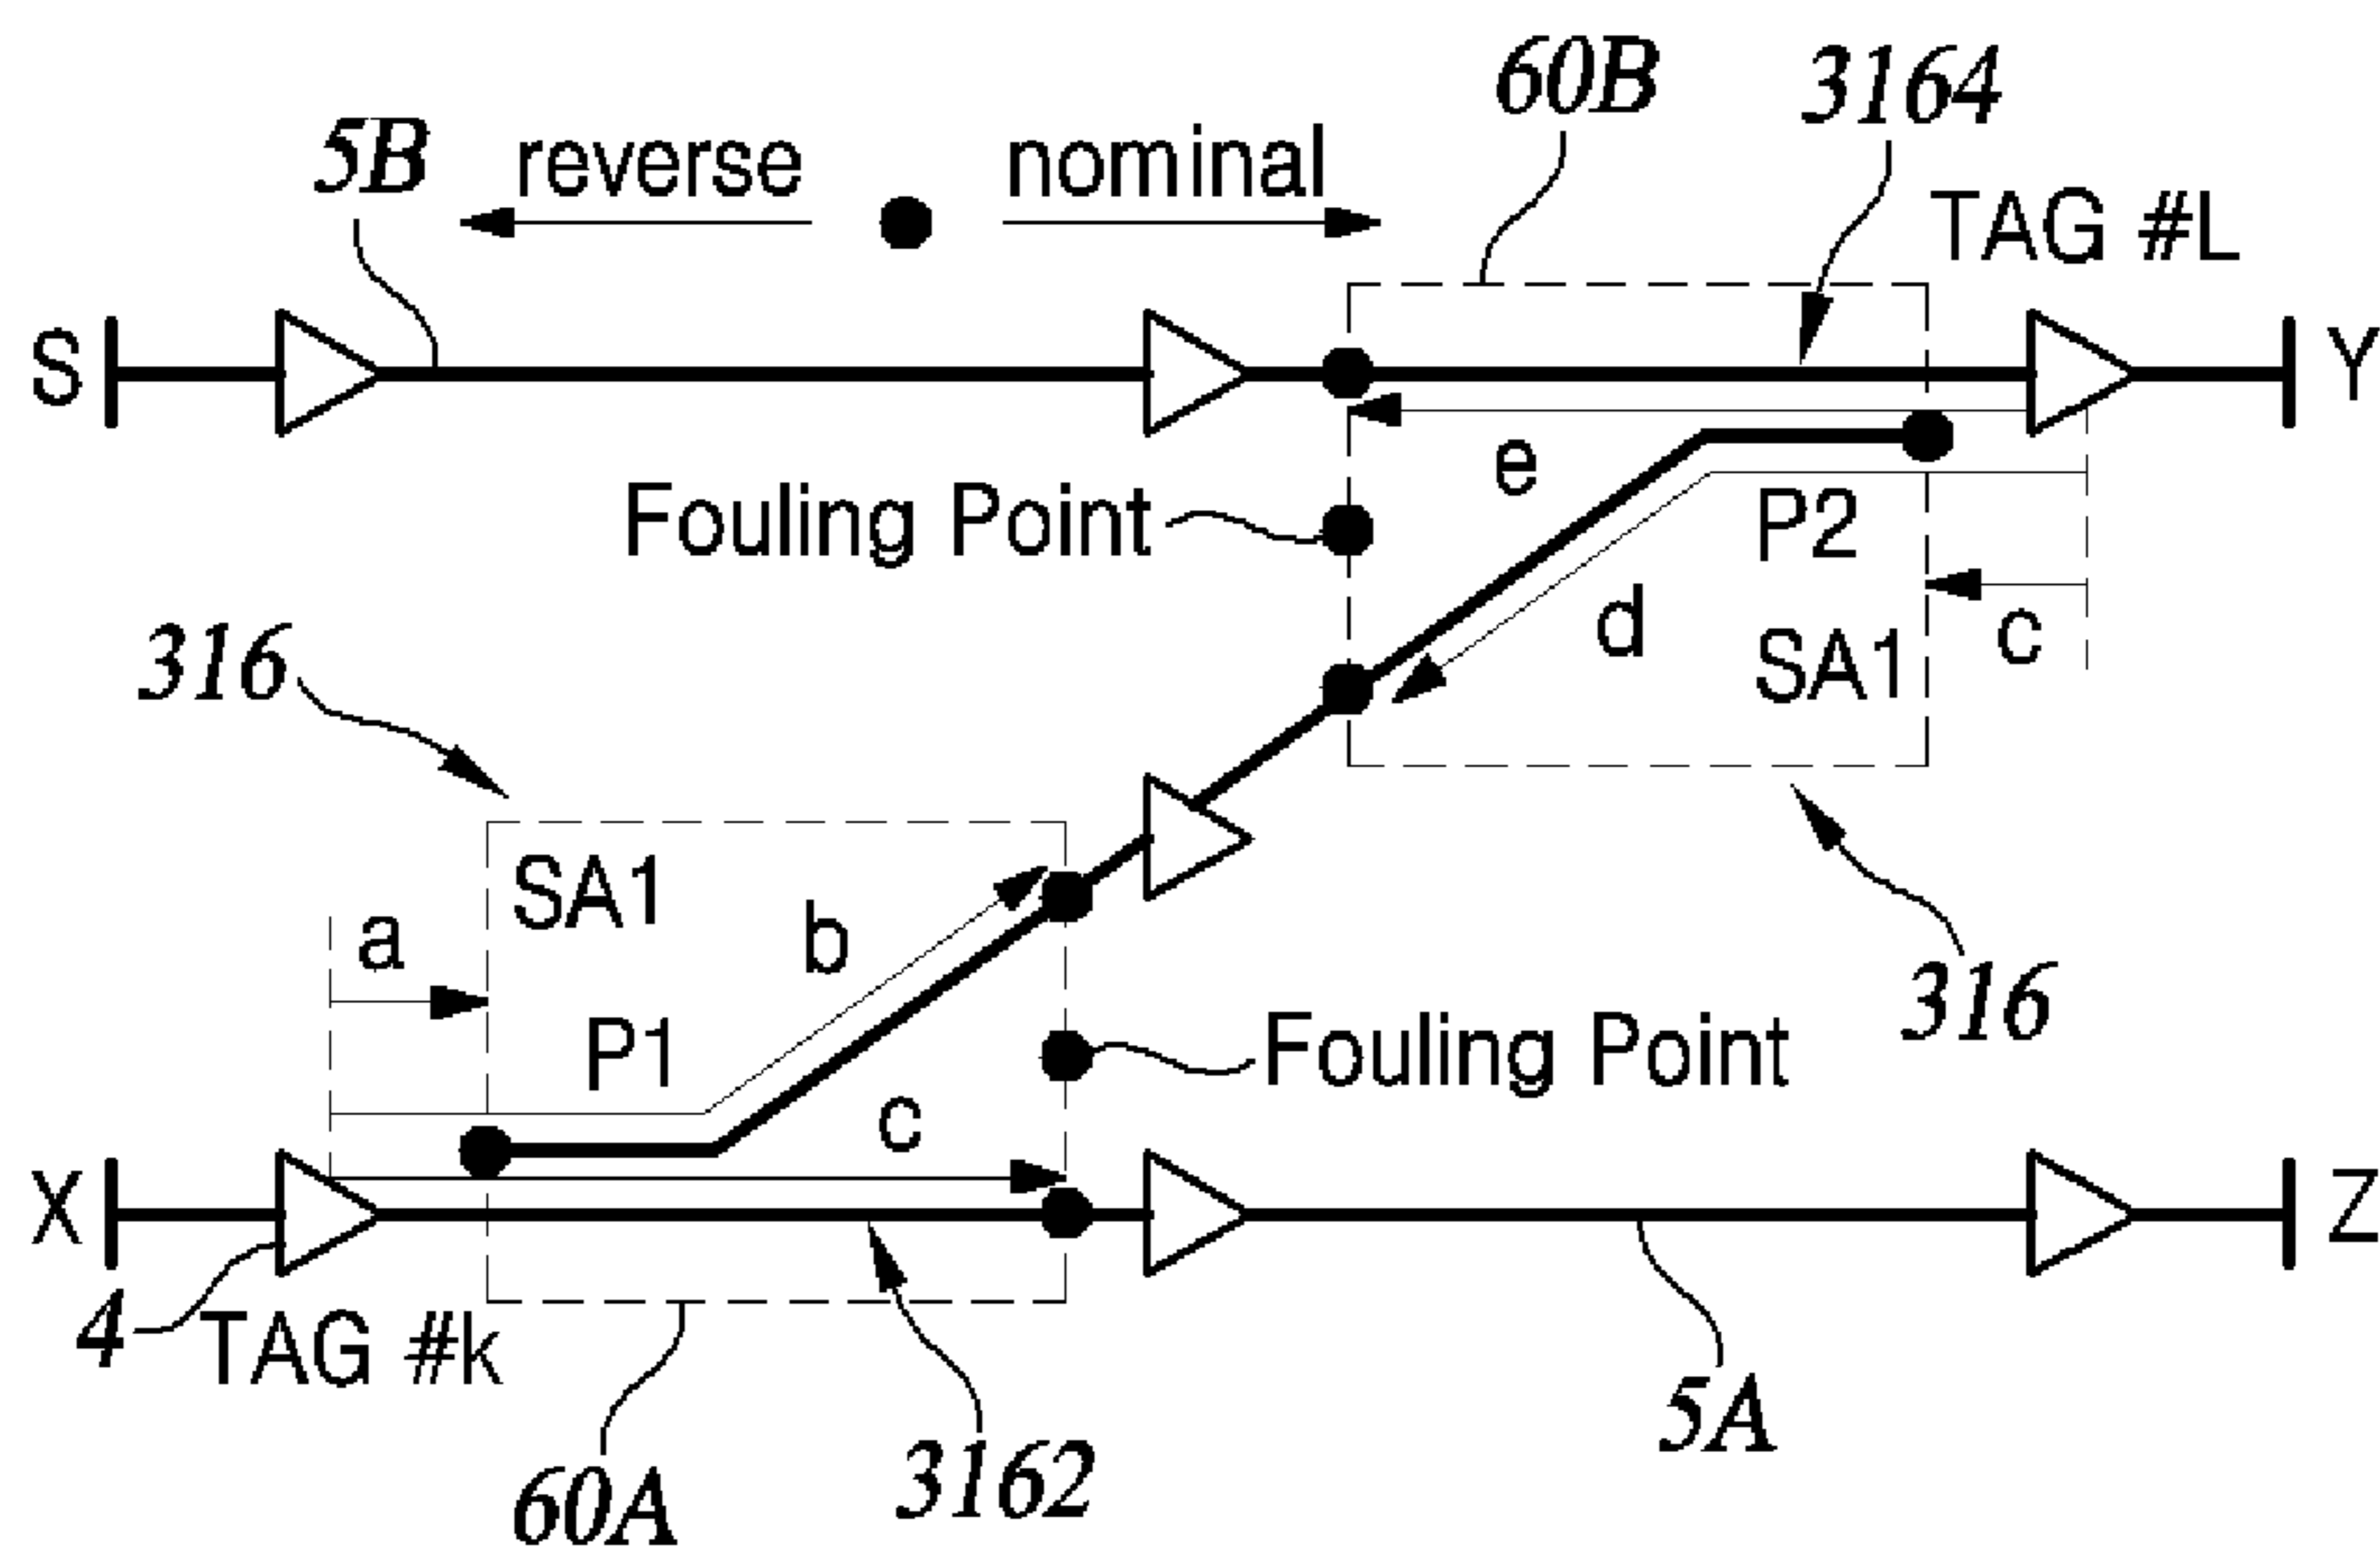 60B
3164
5B
reverse
nominal
TAG #L
S
Y
e
Fouling Point
P2
d
SA1
c
316
SA1
a
b
316
P1
Fouling Point
c
X
Z
4
TAG #k
5A
3162
60A